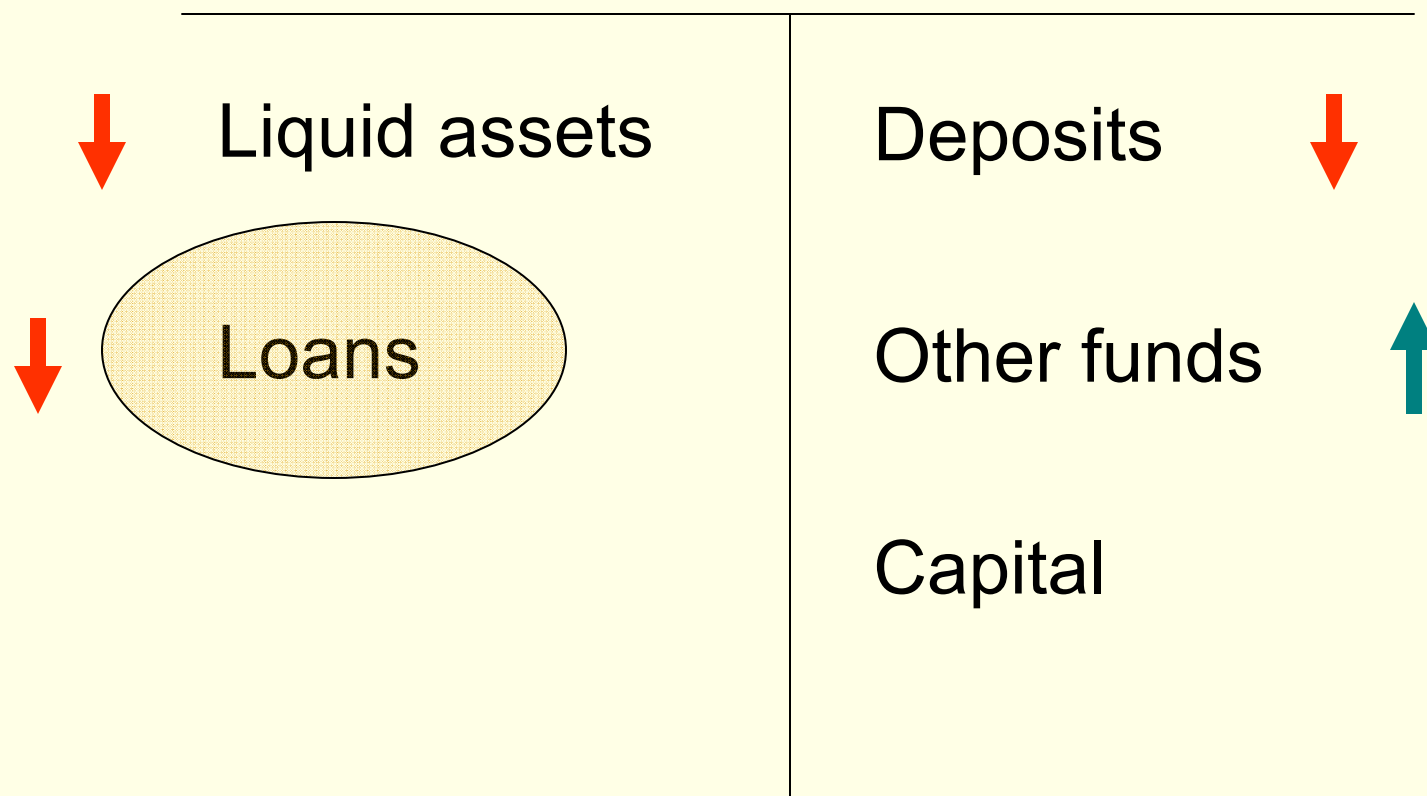 Liquid assets
Deposits
Loans
Other funds
Capital